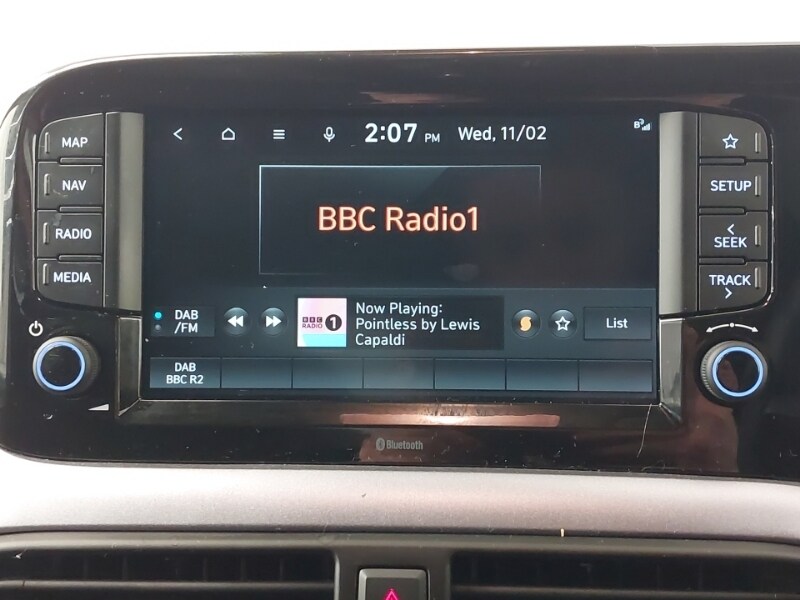 2:07 PM Wed, 11/02
MAP
NAV
RADIO
MEDIA
BBC Radio1
SETUP
SEEK
TRACK
DAB
/FM
BBC
RADIO 1
Now Playing:
Pointless by Lewis
Capaldi
List
DAB
BBC R2
Bluetooth